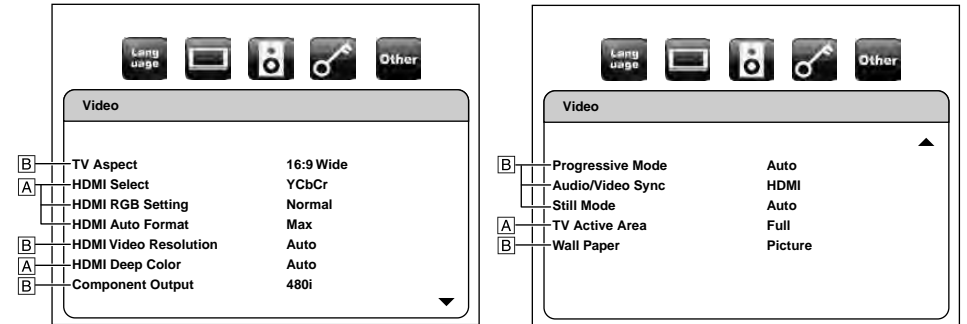 Lang uage Other
Video
B TV Aspect 16:9 Wide
A HDMI Select YCbCr
HDMI RGB Setting Normal
HDMI Auto Format Max
B HDMI Video Resolution Auto
A HDMI Deep Color Auto
B Component Output 480i
Lang uage Other
Video
B Progressive Mode Auto
Audio/Video Sync HDMI
Still Mode Auto
A TV Active Area Full
B Wall Paper Picture